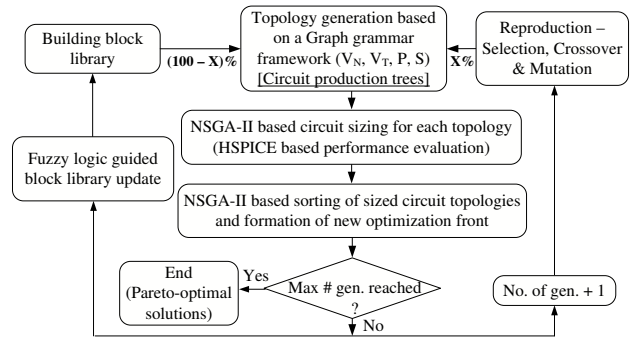 Building block
library
(100 – X)%
Topology generation based
on a Graph grammar
framework (VN, VT, P, S)
[Circuit production trees]
X%
Reproduction –
Selection, Crossover
& Mutation
NSGA-II based circuit sizing for each topology
(HSPICE based performance evaluation)
Fuzzy logic guided
block library update
NSGA-II based sorting of sized circuit topologies
and formation of new optimization front
End
(Pareto-optimal
solutions)
Yes
Max # gen. reached
?
No
No. of gen. + 1